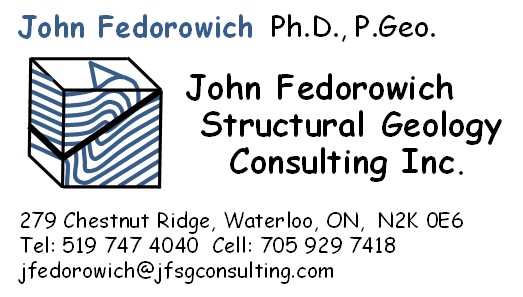 John Fedorowich Ph.D., P.Geo.
John Fedorowich
Structural Geology
Consulting Inc.
279 Chestnut Ridge, Waterloo, ON, N2K 0E6
Tel: 519 747 4040 Cell: 705 929 7418
jfedorowich@jfsgconsulting.com